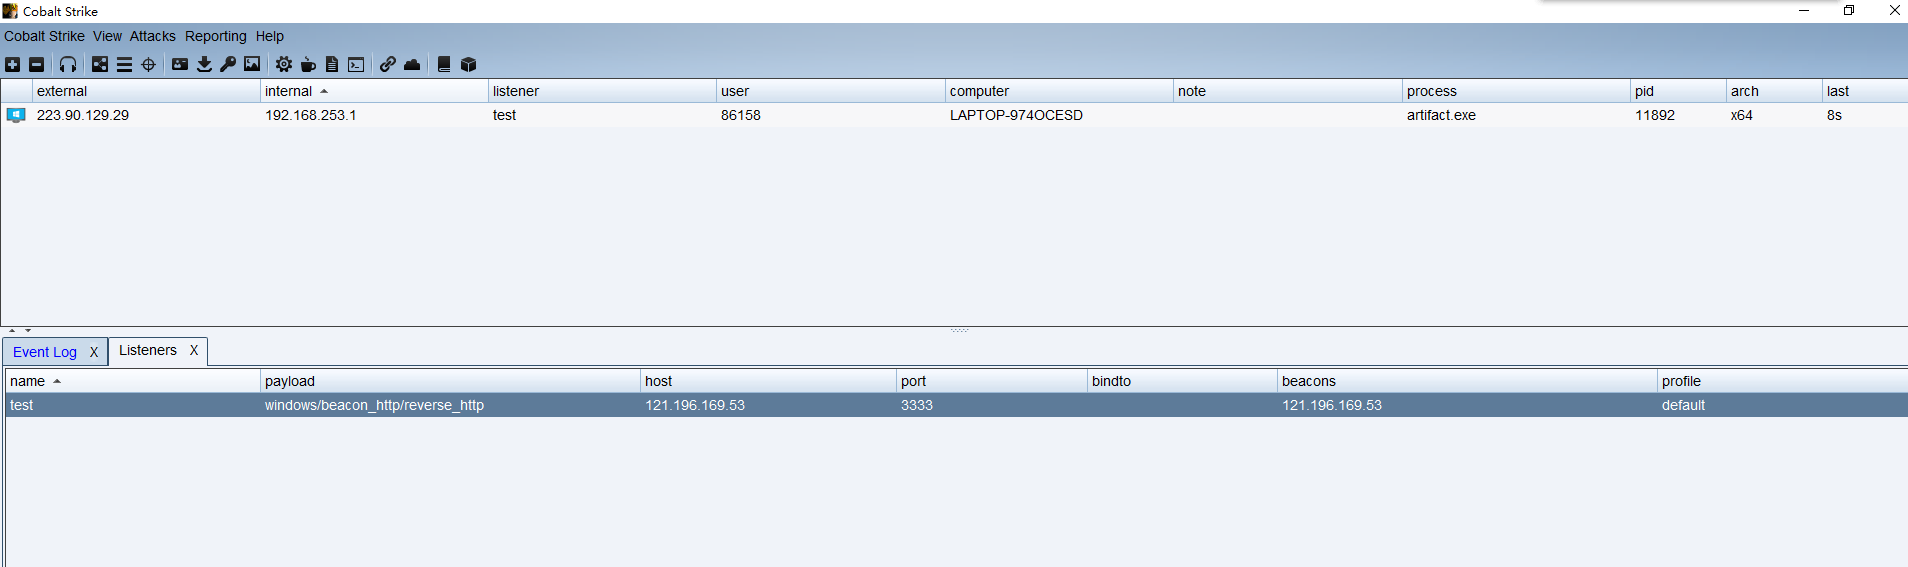 Cobalt Strike
Cobalt Strike View Attacks Reporting Help
external internal listener user computer note process pid arch last
223.90.129.29 192.168.253.1 test 86158 LAPTOP-974OCESD artifact.exe 11892 x64 8s
Event Log X Listeners X
name payload host port bindto beacons profile
test windows/beacon_http/reverse_http 121.196.169.53 3333 121.196.169.53 default